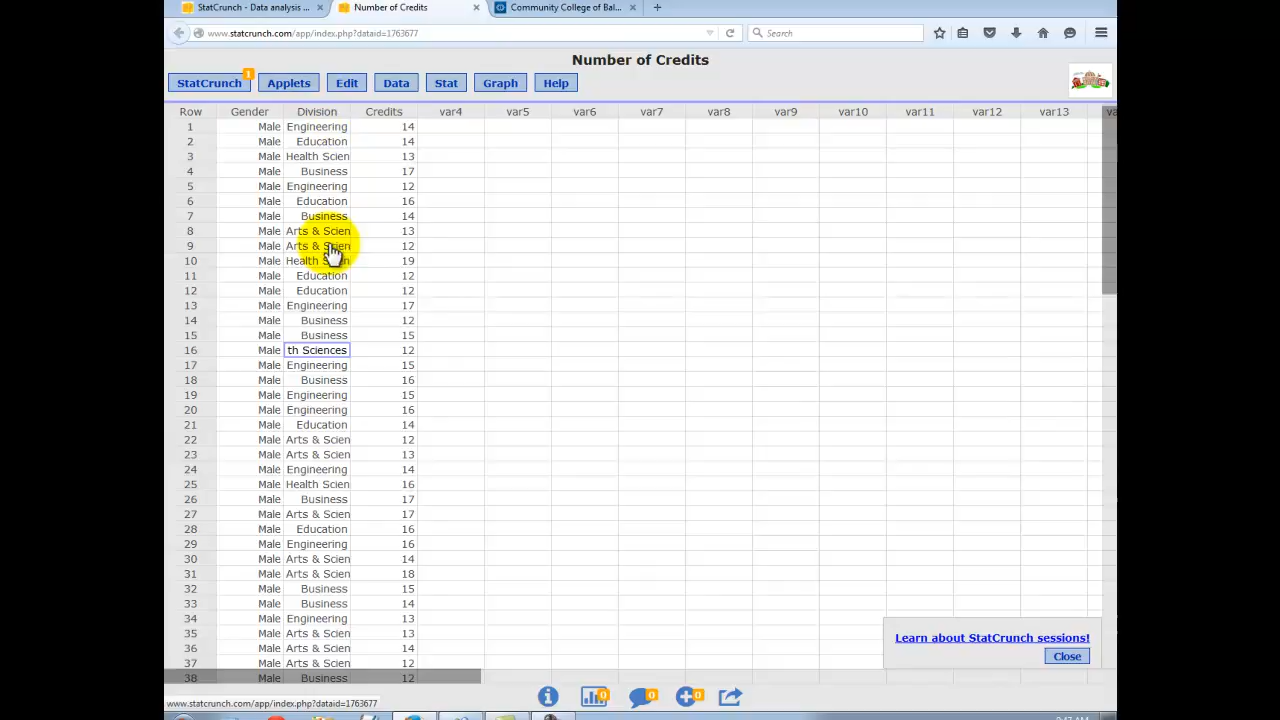 StatCrunch - Data analysis ... × Number of Credits × Community College of Bal... × +
www.statcrunch.com/app/index.php?dataid=1763677 Search
Number of Credits
StatCrunch 1 Applets Edit Data Stat Graph Help
Row Gender Division Credits var4 var5 var6 var7 var8 var9 var10 var11 var12 var13 va
1 Male Engineering 14
2 Male Education 14
3 Male Health Scien 13
4 Male Business 17
5 Male Engineering 12
6 Male Education 16
7 Male Business 14
8 Male Arts & Scien 13
9 Male Arts & Scien 12
10 Male Health Scien 19
11 Male Education 12
12 Male Education 12
13 Male Engineering 17
14 Male Business 12
15 Male Business 15
16 Male th Sciences 12
17 Male Engineering 15
18 Male Business 16
19 Male Engineering 15
20 Male Engineering 16
21 Male Education 14
22 Male Arts & Scien 12
23 Male Arts & Scien 13
24 Male Engineering 14
25 Male Health Scien 16
26 Male Business 17
27 Male Arts & Scien 17
28 Male Education 16
29 Male Engineering 16
30 Male Arts & Scien 14
31 Male Arts & Scien 18
32 Male Business 15
33 Male Business 14
34 Male Engineering 13
35 Male Arts & Scien 13
36 Male Arts & Scien 14
37 Male Arts & Scien 12
38 Male Business 12
Learn about StatCrunch sessions!
Close
0 0 0
www.statcrunch.com/app/index.php?dataid=1763677